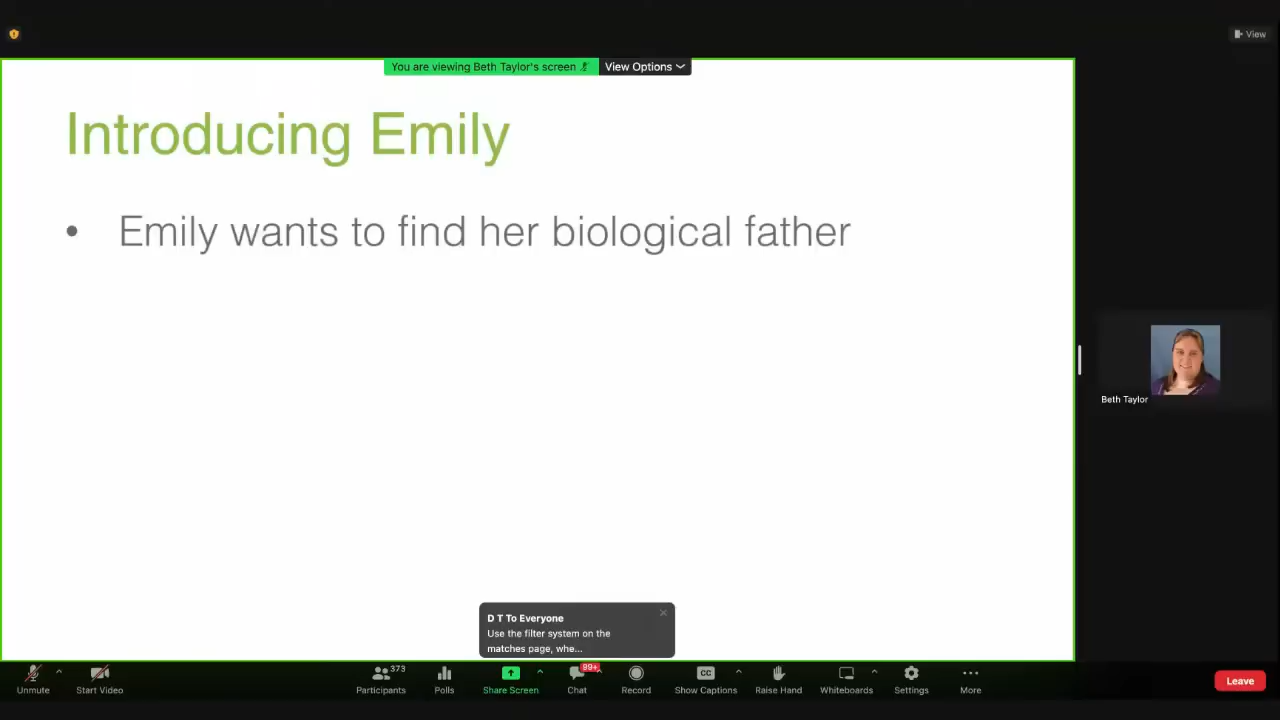 View
You are viewing Beth Taylor's screen
View Options
Introducing Emily
• Emily wants to find her biological father
Beth Taylor
D T To Everyone
Use the filter system on the
matches page, whe...
Unmute
Start Video
373
Participants
Polls
Share Screen
99+
Chat
Record
CC
Show Captions
Raise Hand
Whiteboards
Settings
More
Leave